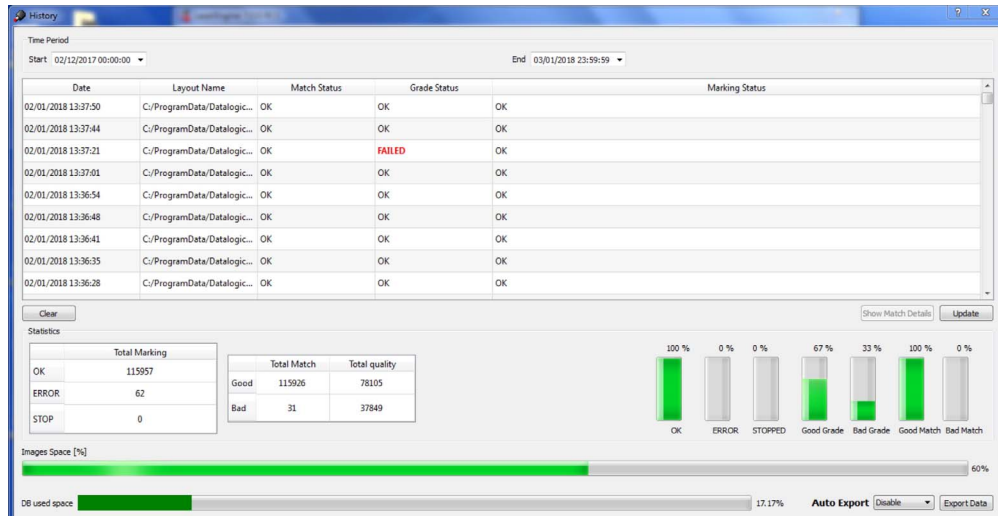 History
Time Period
Start 02/12/2017 00:00:00 End 03/01/2018 23:59:59
Date Layout Name Match Status Grade Status Marking Status
02/01/2018 13:37:50 C:/ProgramData/Datalogic... OK OK OK
02/01/2018 13:37:44 C:/ProgramData/Datalogic... OK OK OK
02/01/2018 13:37:21 C:/ProgramData/Datalogic... OK FAILED OK
02/01/2018 13:37:01 C:/ProgramData/Datalogic... OK OK OK
02/01/2018 13:36:54 C:/ProgramData/Datalogic... OK OK OK
02/01/2018 13:36:48 C:/ProgramData/Datalogic... OK OK OK
02/01/2018 13:36:41 C:/ProgramData/Datalogic... OK OK OK
02/01/2018 13:36:35 C:/ProgramData/Datalogic... OK OK OK
02/01/2018 13:36:28 C:/ProgramData/Datalogic... OK OK OK
Clear Show Match Details Update
Statistics
Total Marking
OK 115957
ERROR 62
STOP 0
Total Match Total quality
Good 115926 78105
Bad 31 37849
100 % 0 % 0 % 67 % 33 % 100 % 0 %
OK ERROR STOPPED Good Grade Bad Grade Good Match Bad Match
Images Space [%]
60%
DB used space 17.17% Auto Export Disable Export Data